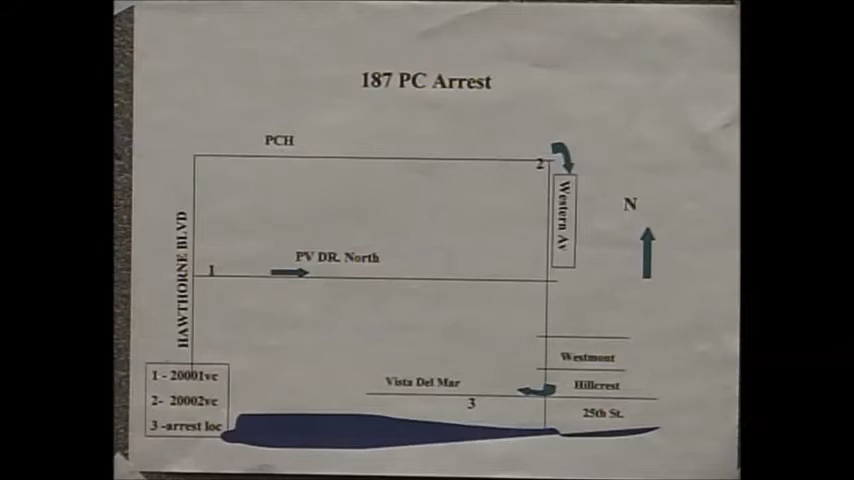 187 PC Arrest
PCH
2
Western Av
N
HAWTHORNE BLVD
1
PV DR. North
Westmont
1 - 20001vc
Vista Del Mar
Hillcrest
2- 20002vc
3
25th St.
3 -arrest loc